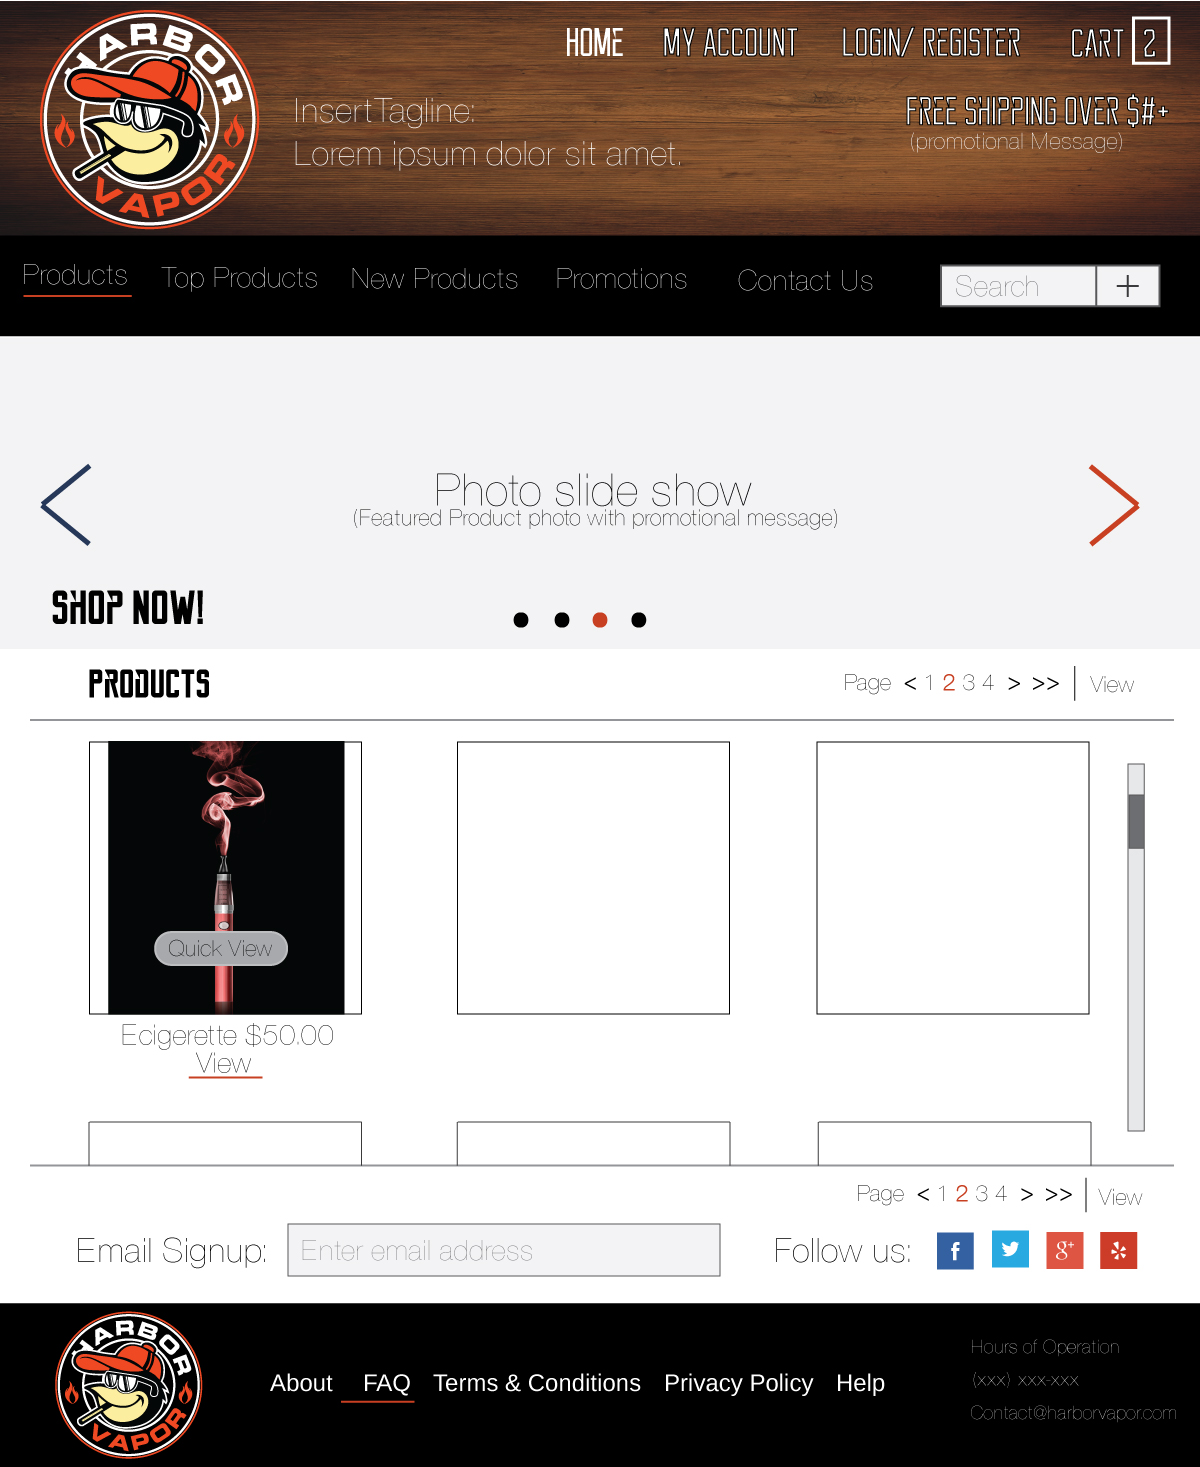 HARBOR
VAPOR
HOME MY ACCOUNT LOGIN/ REGISTER CART 2
InsertTagline:
Lorem ipsum dolor sit amet.
FREE SHIPPING OVER $#+
(promotional Message)
Products Top Products New Products Promotions Contact Us Search +
Photo slide show
(Featured Product photo with promotional message)
SHOP NOW!
PRODUCTS
Page < 1 2 3 4 > >> View
Quick View
Ecigerette $50.00
View
Page < 1 2 3 4 > >> View
Email Signup: Enter email address Follow us: f g+
HARBOR
VAPOR
About FAQ Terms & Conditions Privacy Policy Help
Hours of Operation
(xxx) xxx-xxx
Contact@harborvapor.com